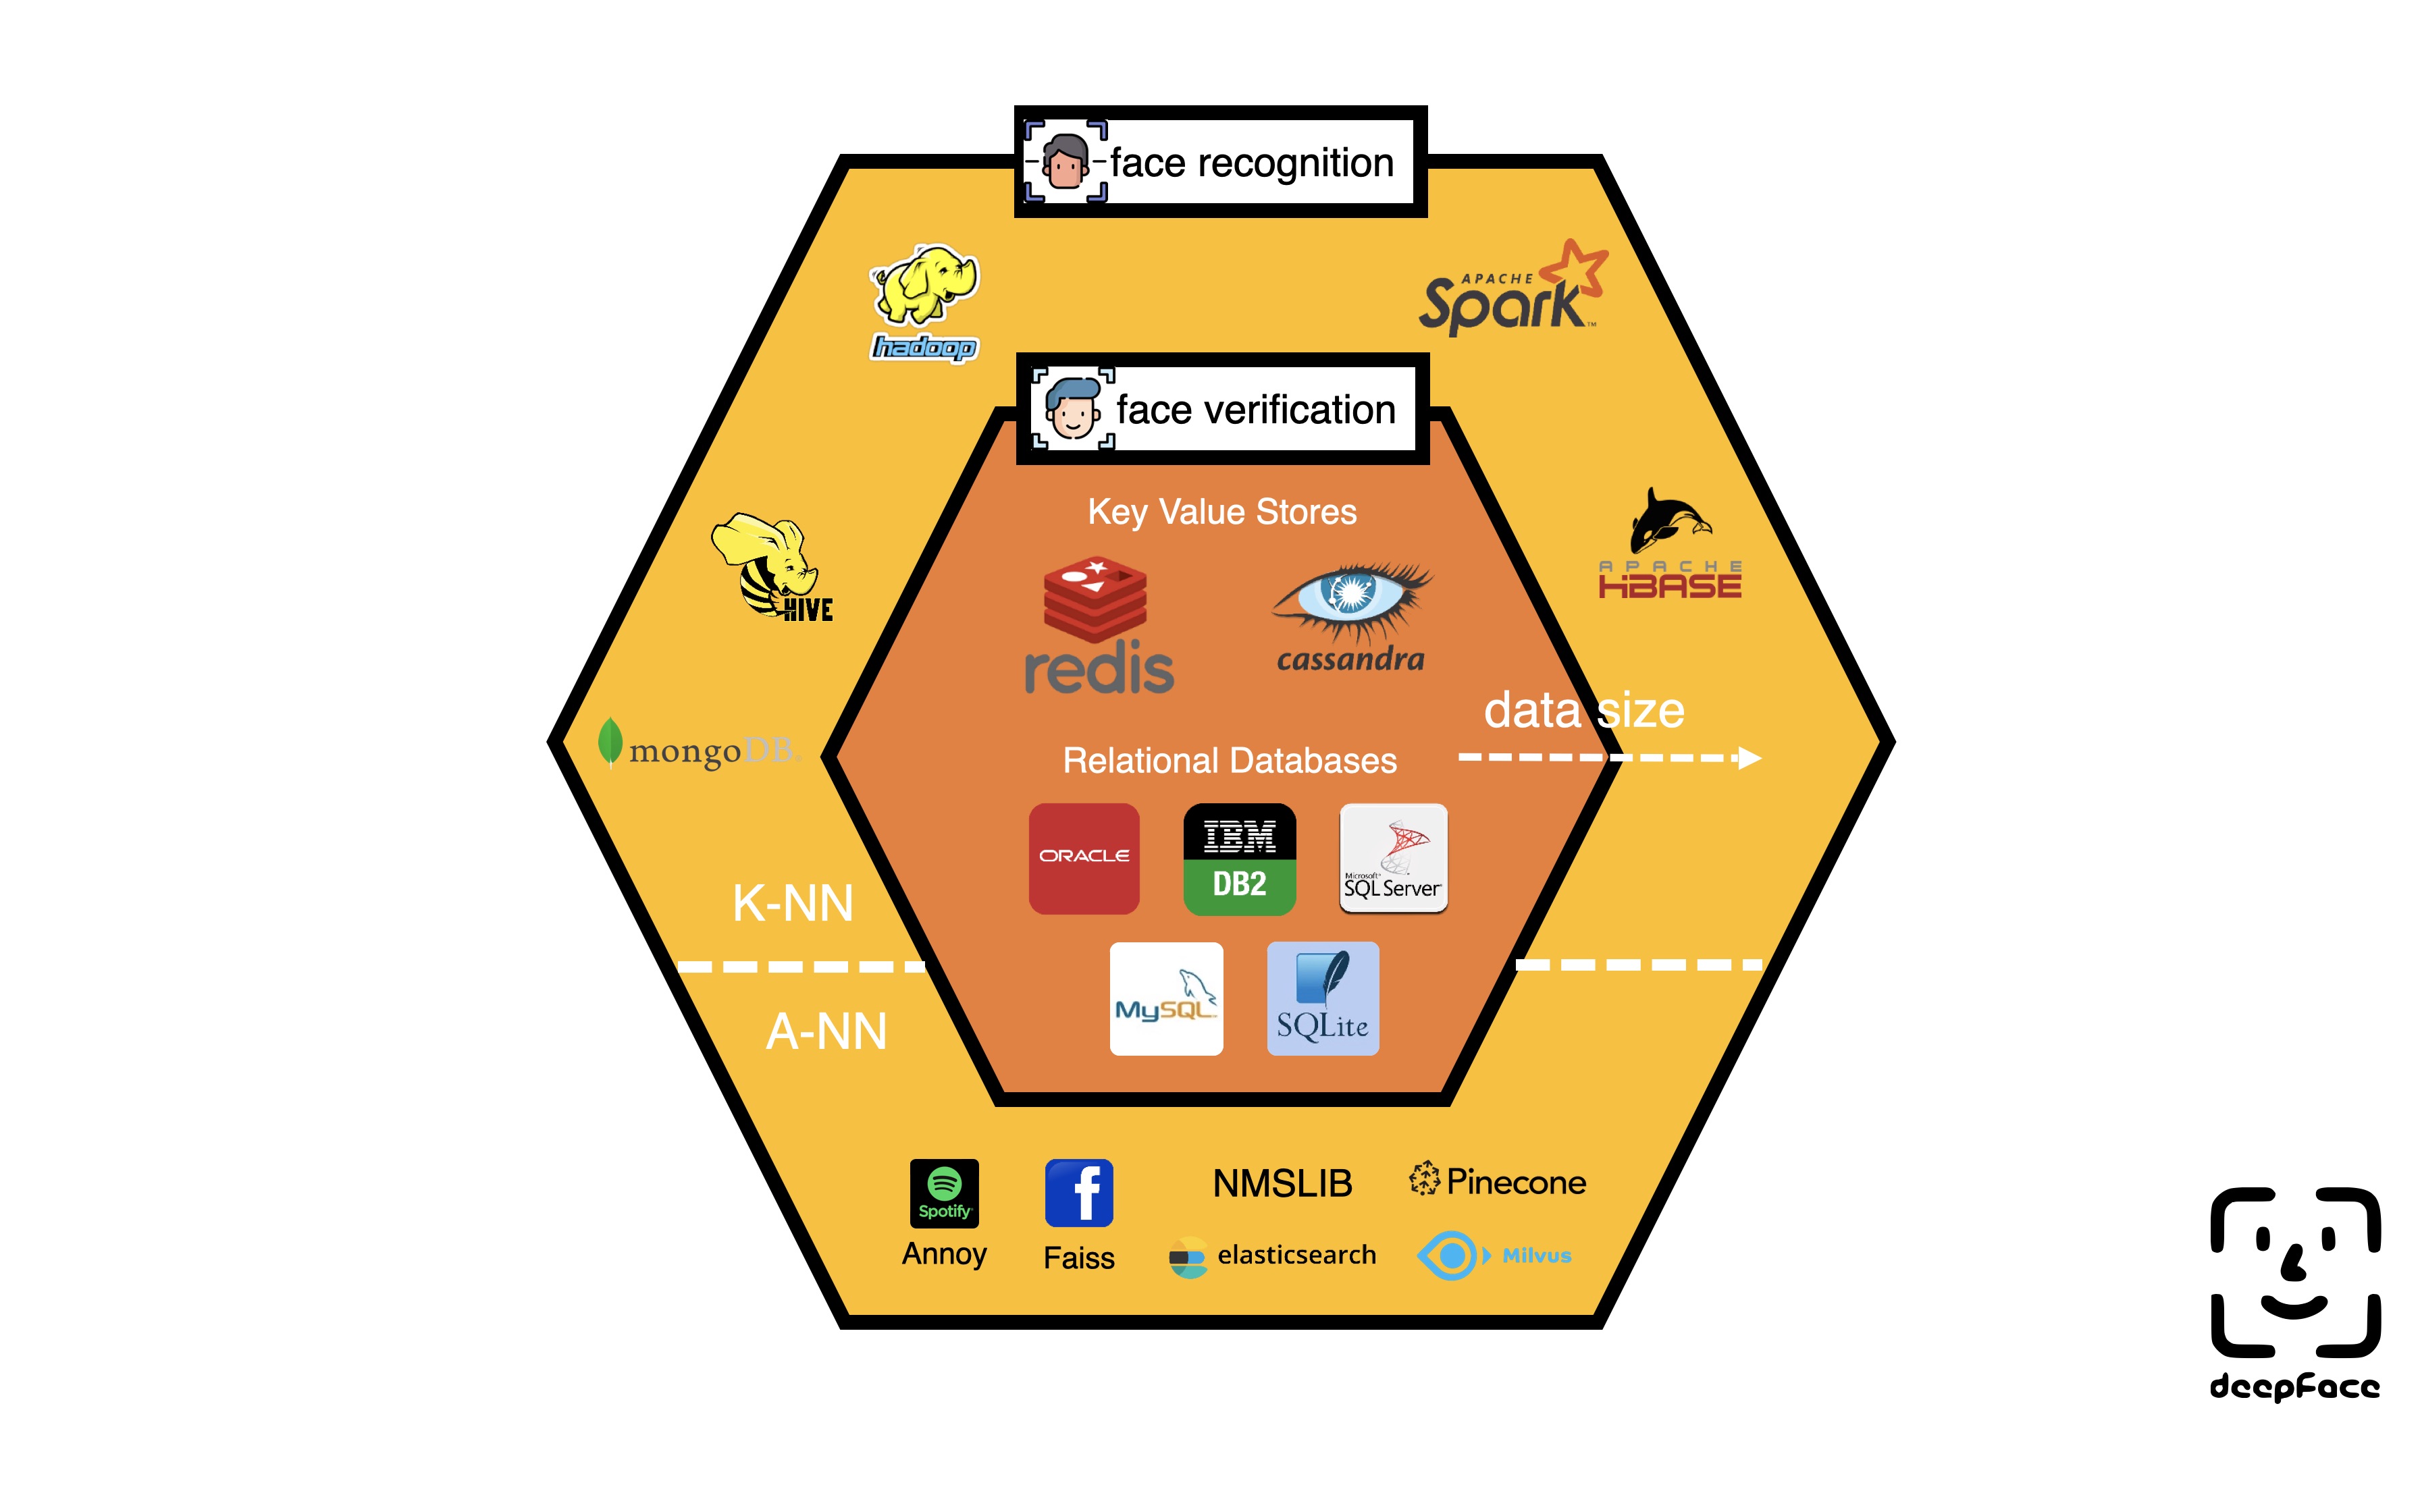 face recognition
hadoop
APACHE
Spark™
face verification
Key Value Stores
HIVE
redis
cassandra
APACHE
HBASE
data size
mongoDB
Relational Databases
ORACLE
IBM
DB2
Microsoft
SQL Server
K-NN
A-NN
MySQL
SQLite
Spotify
Annoy
Faiss
NMSLIB
Pinecone
elasticsearch
Milvus
deepface